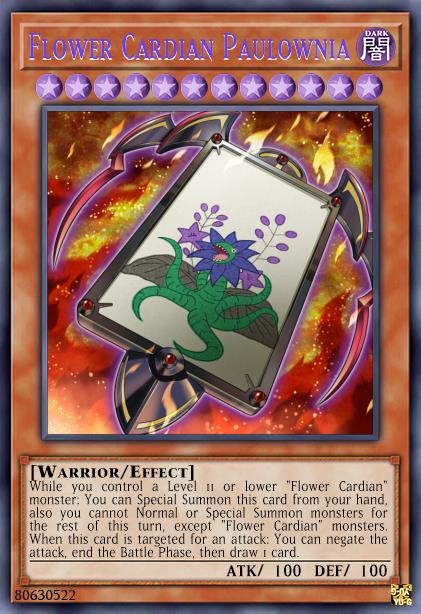 FLOWER CARDIAN PAULOWNIA
DARK
闇
[WARRIOR/EFFECT]
While you control a Level 11 or lower "Flower Cardian"
monster: You can Special Summon this card from your hand,
also you cannot Normal or Special Summon monsters for
the rest of this turn, except "Flower Cardian" monsters.
When this card is targeted for an attack: You can negate the
attack, end the Battle Phase, then draw 1 card.
ATK/ 100 DEF/ 100
80630522